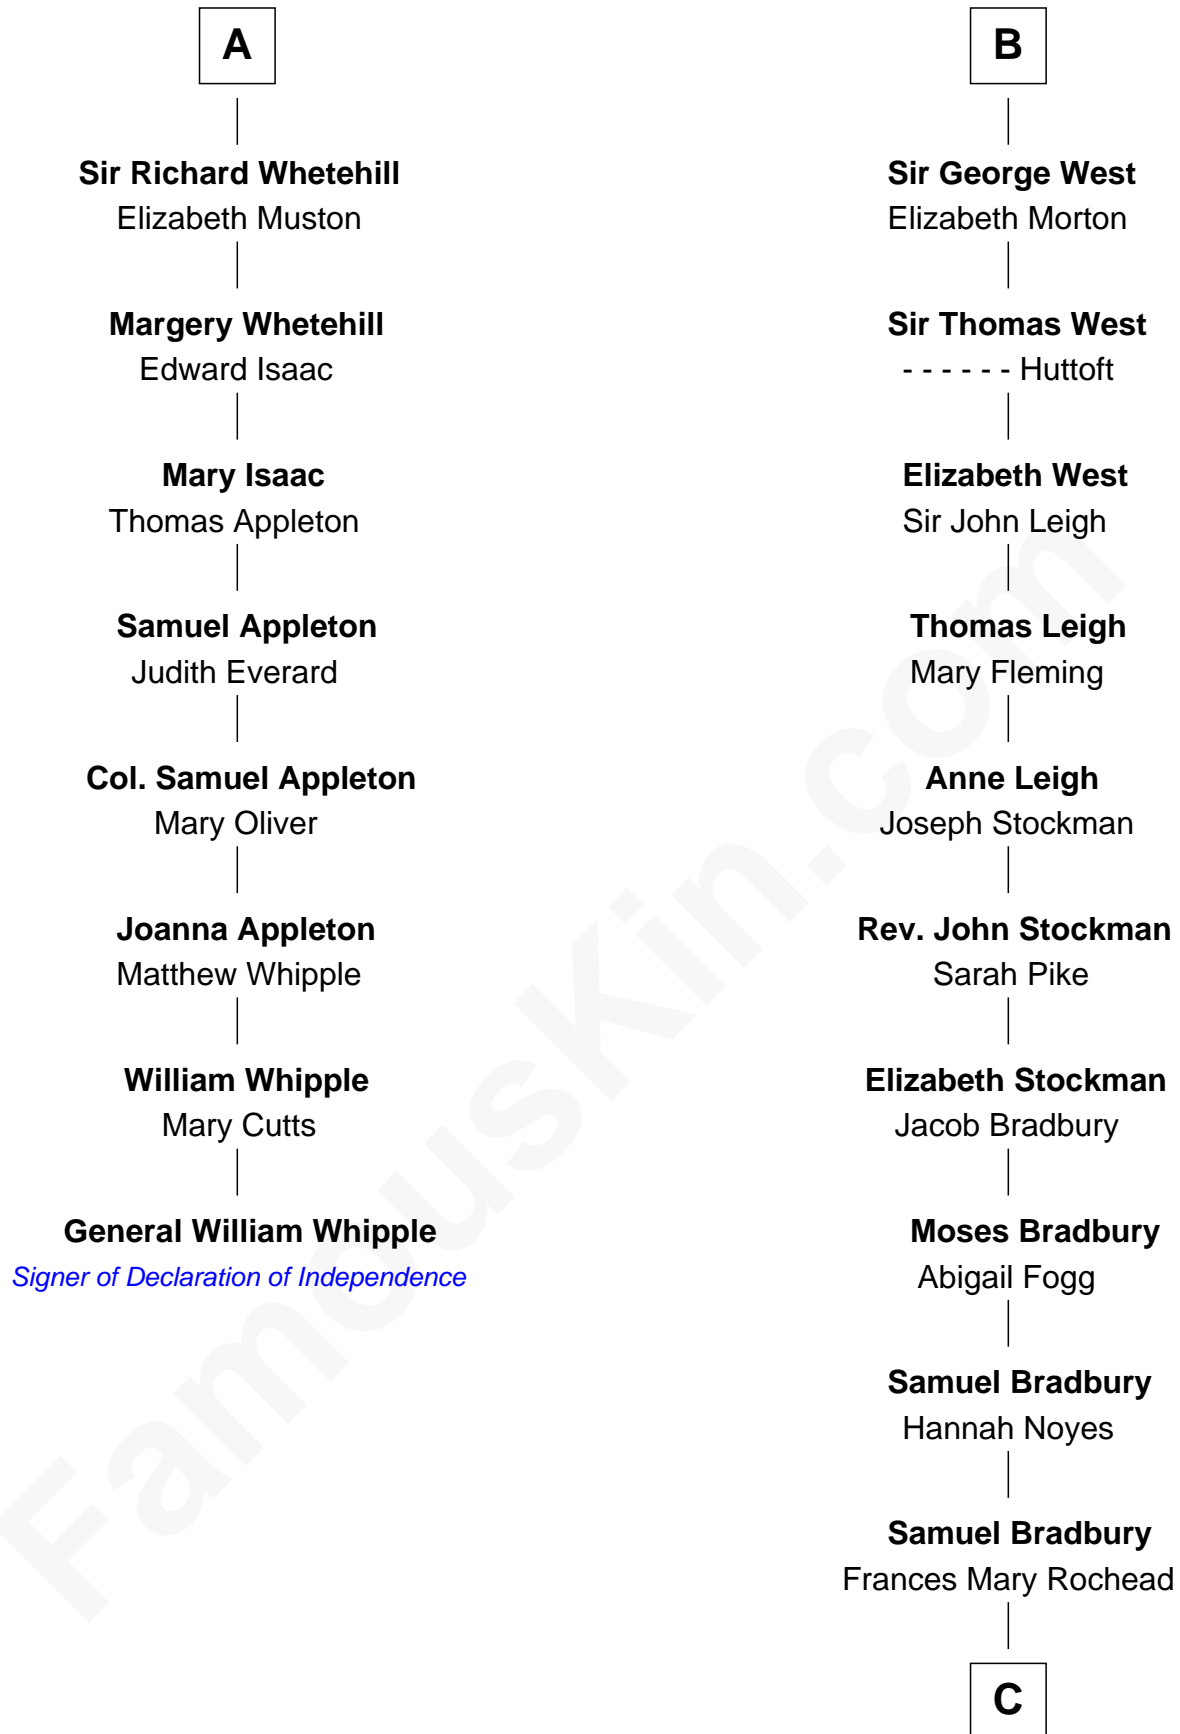 A
Sir Richard Whetehill
Elizabeth Muston
Margery Whetehill
Edward Isaac
Mary Isaac
Thomas Appleton
Samuel Appleton
Judith Everard
Col. Samuel Appleton
Mary Oliver
Joanna Appleton
Matthew Whipple
William Whipple
Mary Cutts
General William Whipple
Signer of Declaration of Independence
B
Sir George West
Elizabeth Morton
Sir Thomas West
- - - - - - Huttoft
Elizabeth West
Sir John Leigh
Thomas Leigh
Mary Fleming
Anne Leigh
Joseph Stockman
Rev. John Stockman
Sarah Pike
Elizabeth Stockman
Jacob Bradbury
Moses Bradbury
Abigail Fogg
Samuel Bradbury
Hannah Noyes
Samuel Bradbury
Frances Mary Rochead
C
FamousKin.com